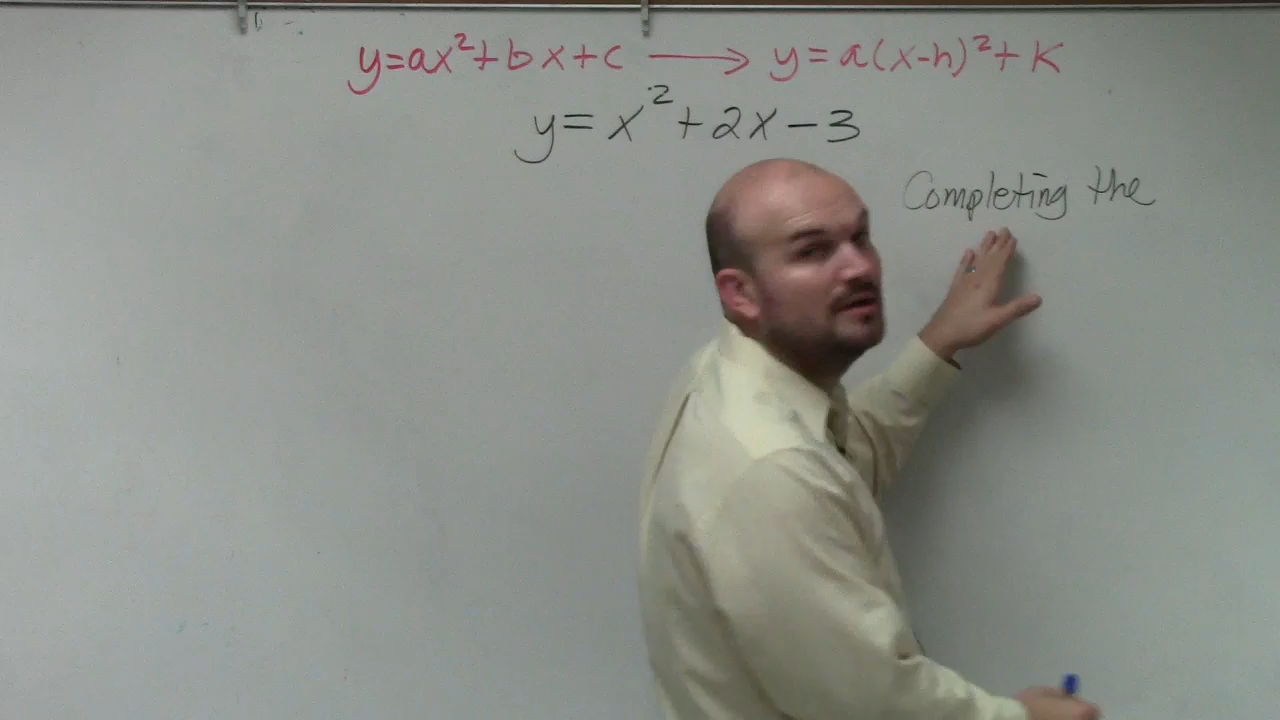 y=ax²+bx+c ⟶ y=a(x-h)²+K
y=x²+2x-3
Completing the